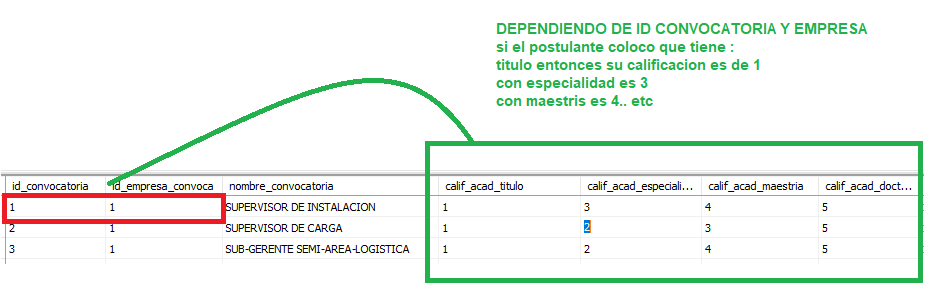 DEPENDIENDO DE ID CONVOCATORIA Y EMPRESA
si el postulante coloco que tiene :
titulo entonces su calificacion es de 1
con especialidad es 3
con maestris es 4.. etc
id_convocatoria id_empresa_convoca nombre_convocatoria calif_acad_titulo calif_acad_especiali... calif_acad_maestria calif_acad_doct...
1 1 SUPERVISOR DE INSTALACION 1 3 4 5
2 1 SUPERVISOR DE CARGA 1 2 3 5
3 1 SUB-GERENTE SEMI-AREA-LOGISTICA 1 2 4 5